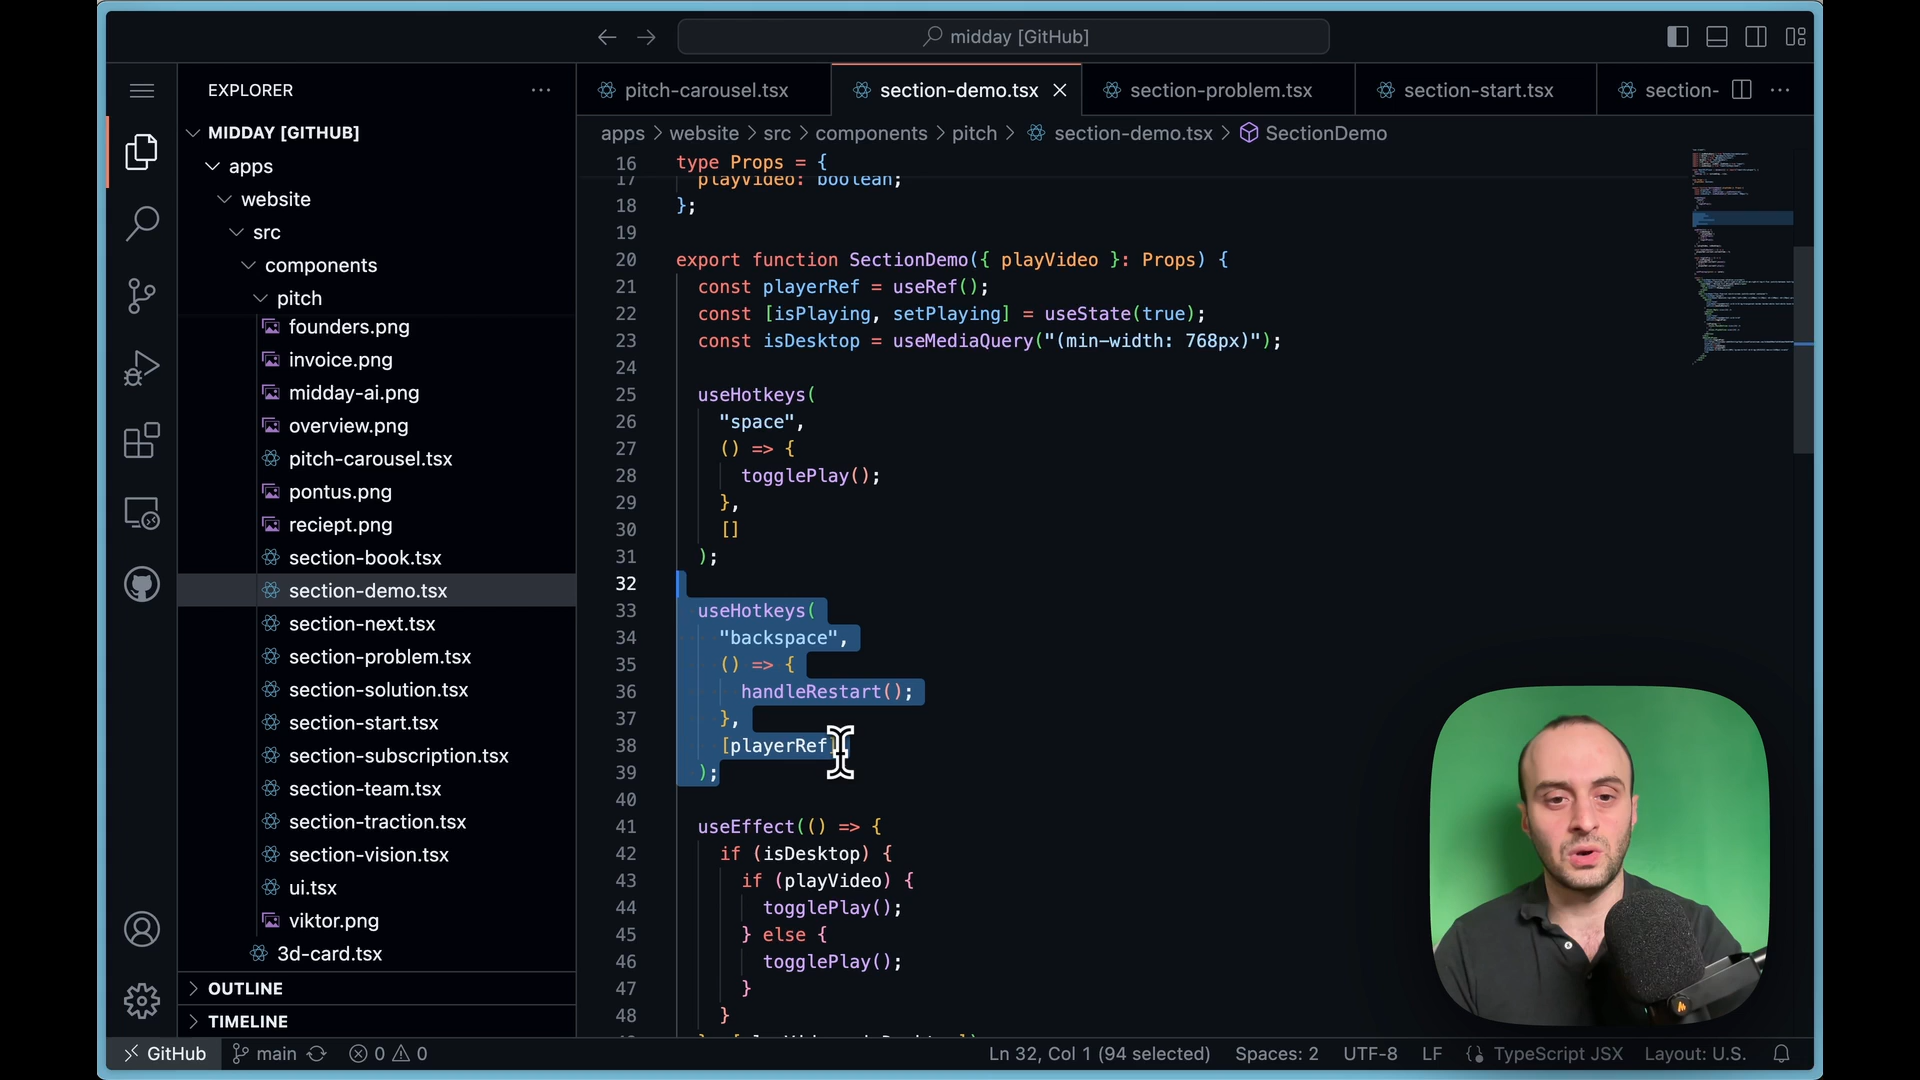 midday [GitHub]
EXPLORER
MIDDAY [GITHUB]
apps
website
src
components
pitch
founders.png
invoice.png
midday-ai.png
overview.png
pitch-carousel.tsx
pontus.png
reciept.png
section-book.tsx
section-demo.tsx
section-next.tsx
section-problem.tsx
section-solution.tsx
section-start.tsx
section-subscription.tsx
section-team.tsx
section-traction.tsx
section-vision.tsx
ui.tsx
viktor.png
3d-card.tsx
OUTLINE
TIMELINE
pitch-carousel.tsx section-demo.tsx section-problem.tsx section-start.tsx section-
apps > website > src > components > pitch > section-demo.tsx > SectionDemo
16 type Props = {
17 playVideo: boolean;
18 };
19
20 export function SectionDemo({ playVideo }: Props) {
21 const playerRef = useRef();
22 const [isPlaying, setPlaying] = useState(true);
23 const isDesktop = useMediaQuery("(min-width: 768px)");
24
25 useHotkeys(
26 "space",
27 () => {
28 togglePlay();
29 },
30 []
31 );
32
33 useHotkeys(
34 "backspace",
35 () => {
36 handleRestart();
37 },
38 [playerRef]
39 );
40
41 useEffect(() => {
42 if (isDesktop) {
43 if (playVideo) {
44 togglePlay();
45 } else {
46 togglePlay();
47 }
48 }
GitHub main 0 0 Ln 32, Col 1 (94 selected) Spaces: 2 UTF-8 LF TypeScript JSX Layout: U.S.